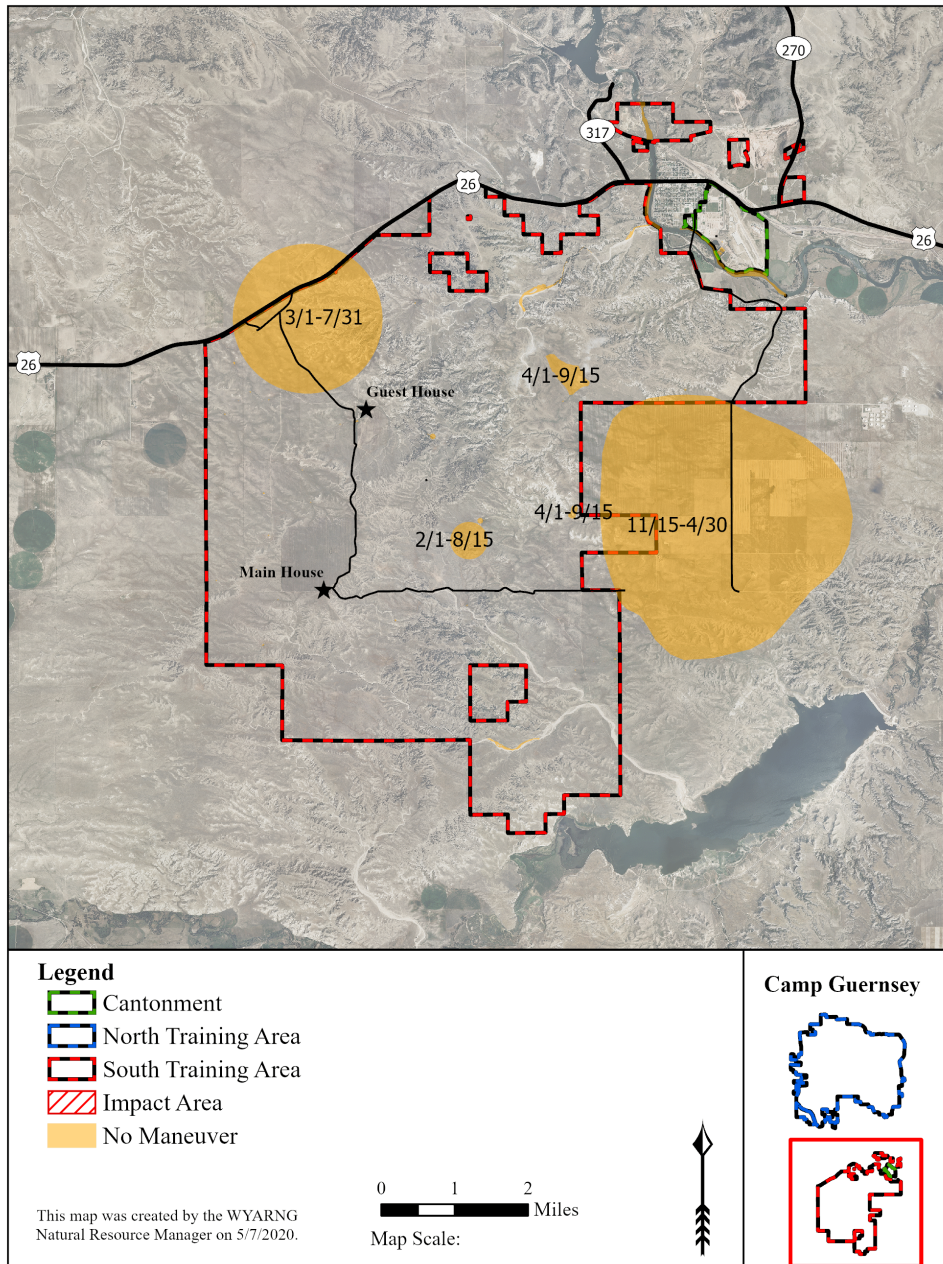 270
317
26
26
3/1-7/31
26
4/1-9/15
Guest House
4/1-9/15
11/15-4/30
2/1-8/15
Main House
Legend
Cantonment
North Training Area
South Training Area
Impact Area
No Maneuver
This map was created by the WYARNG
Natural Resource Manager on 5/7/2020.
0 1 2
Miles
Map Scale:
Camp Guernsey